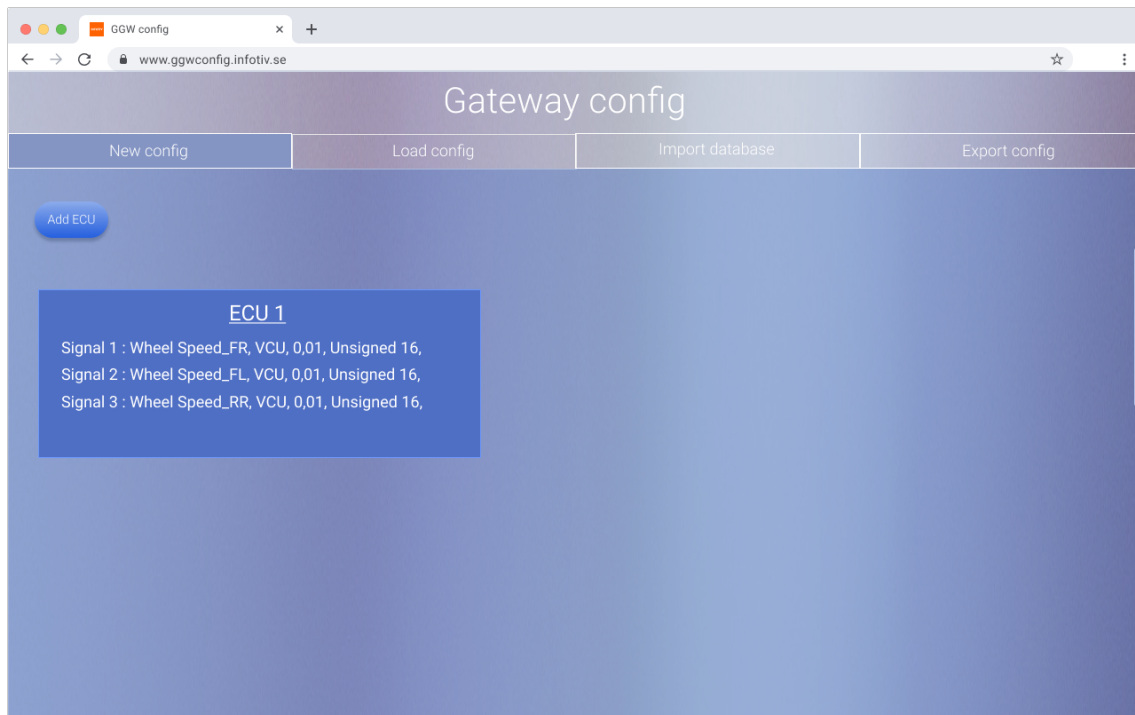 GGW config
www.ggwconfig.infotiv.se
Gateway config
New config
Load config
Import database
Export config
Add ECU
ECU 1
Signal 1 : Wheel Speed_FR, VCU, 0,01, Unsigned 16,
Signal 2 : Wheel Speed_FL, VCU, 0,01, Unsigned 16,
Signal 3 : Wheel Speed_RR, VCU, 0,01, Unsigned 16,